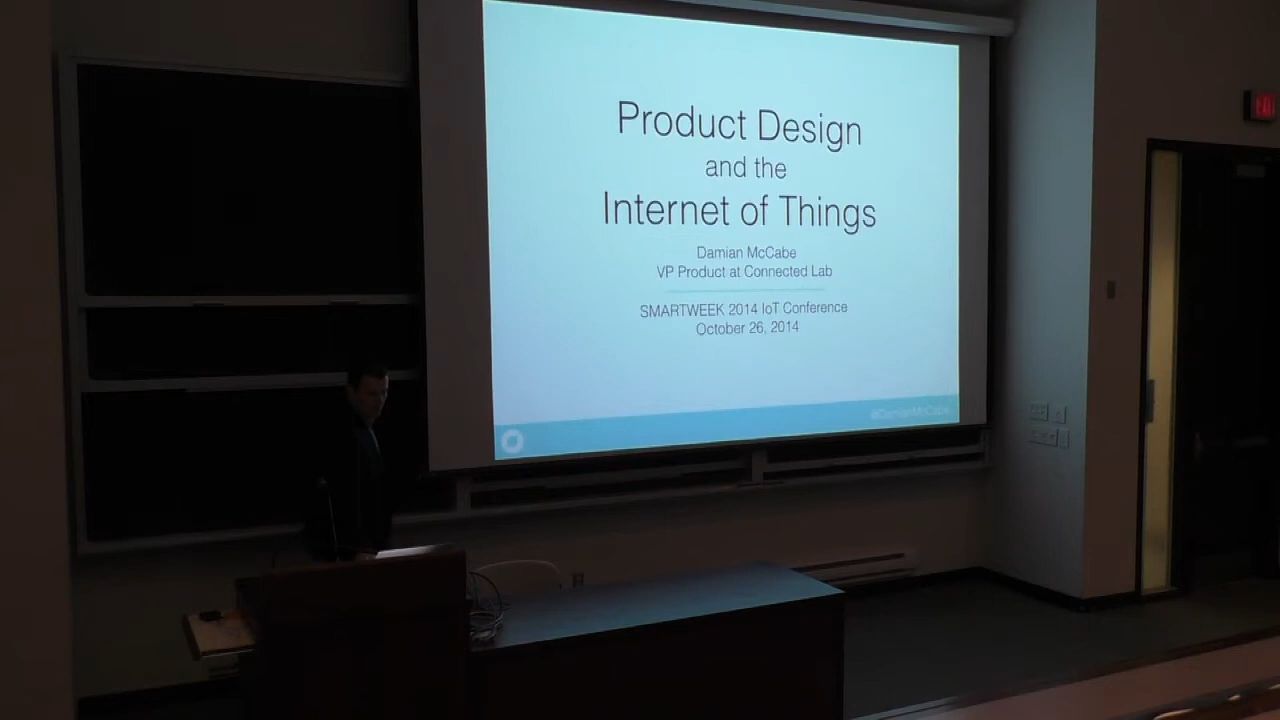 Product Design
and the
Internet of Things
Damian McCabe
VP Product at Connected Lab
SMARTWEEK 2014 IoT Conference
October 26, 2014
@DamianMcCabe
EXIT